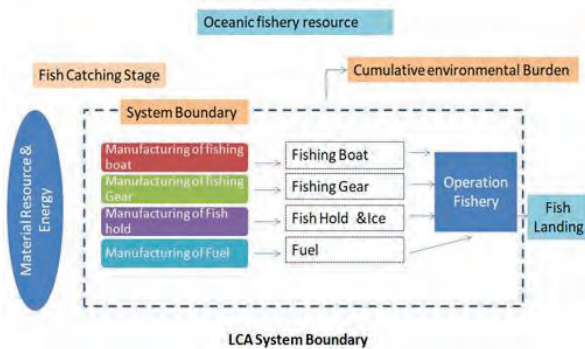 Oceanic fishery resource
Fish Catching Stage
Cumulative environmental Burden
System Boundary
Material Resource &
Energy
Manufacturing of fishing
boat
Manufacturing of fishing
Gear
Manufacturing of Fish
hold
Manufacturing of Fuel
Fishing Boat
Fishing Gear
Fish Hold &Ice
Fuel
Operation
Fishery
Fish
Landing
LCA System Boundary